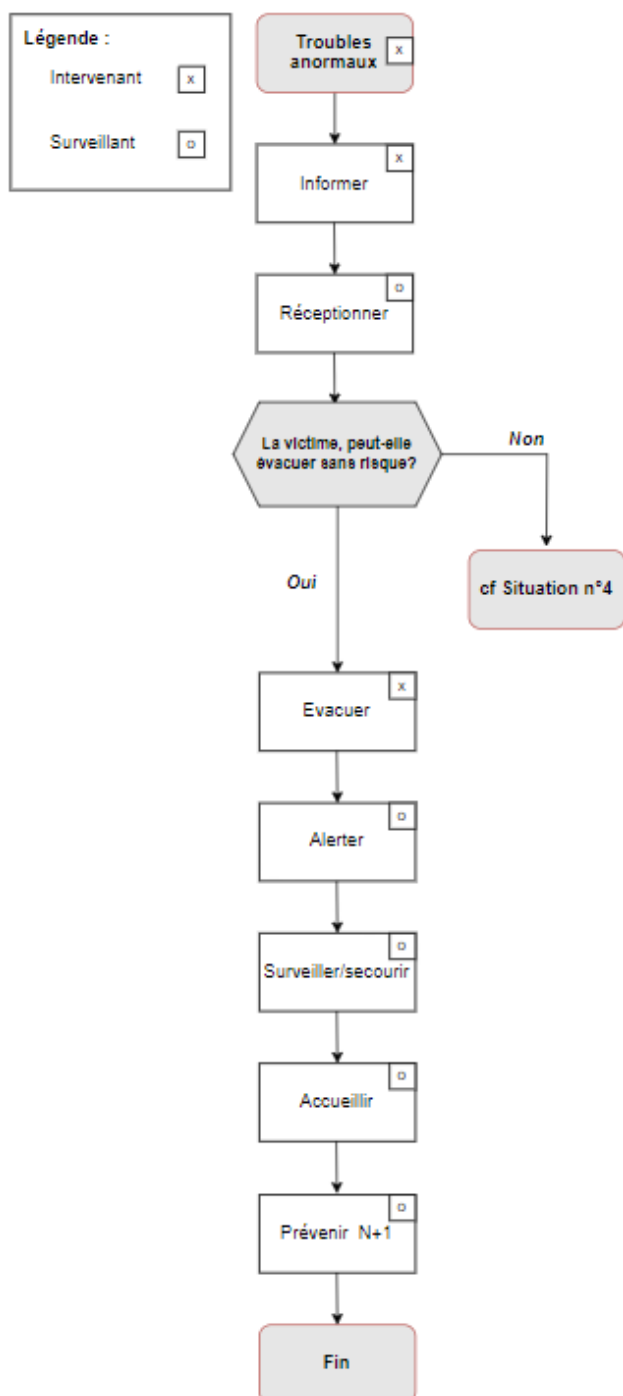 Légende :
Intervenant x
Surveillant o
Troubles
anormaux x
x
Informer
o
Réceptionner
La victime, peut-elle
évacuer sans risque?
Non
cf Situation n°4
Oui
x
Evacuer
o
Alerter
o
Surveiller/secourir
o
Accueillir
o
Prévenir N+1
Fin